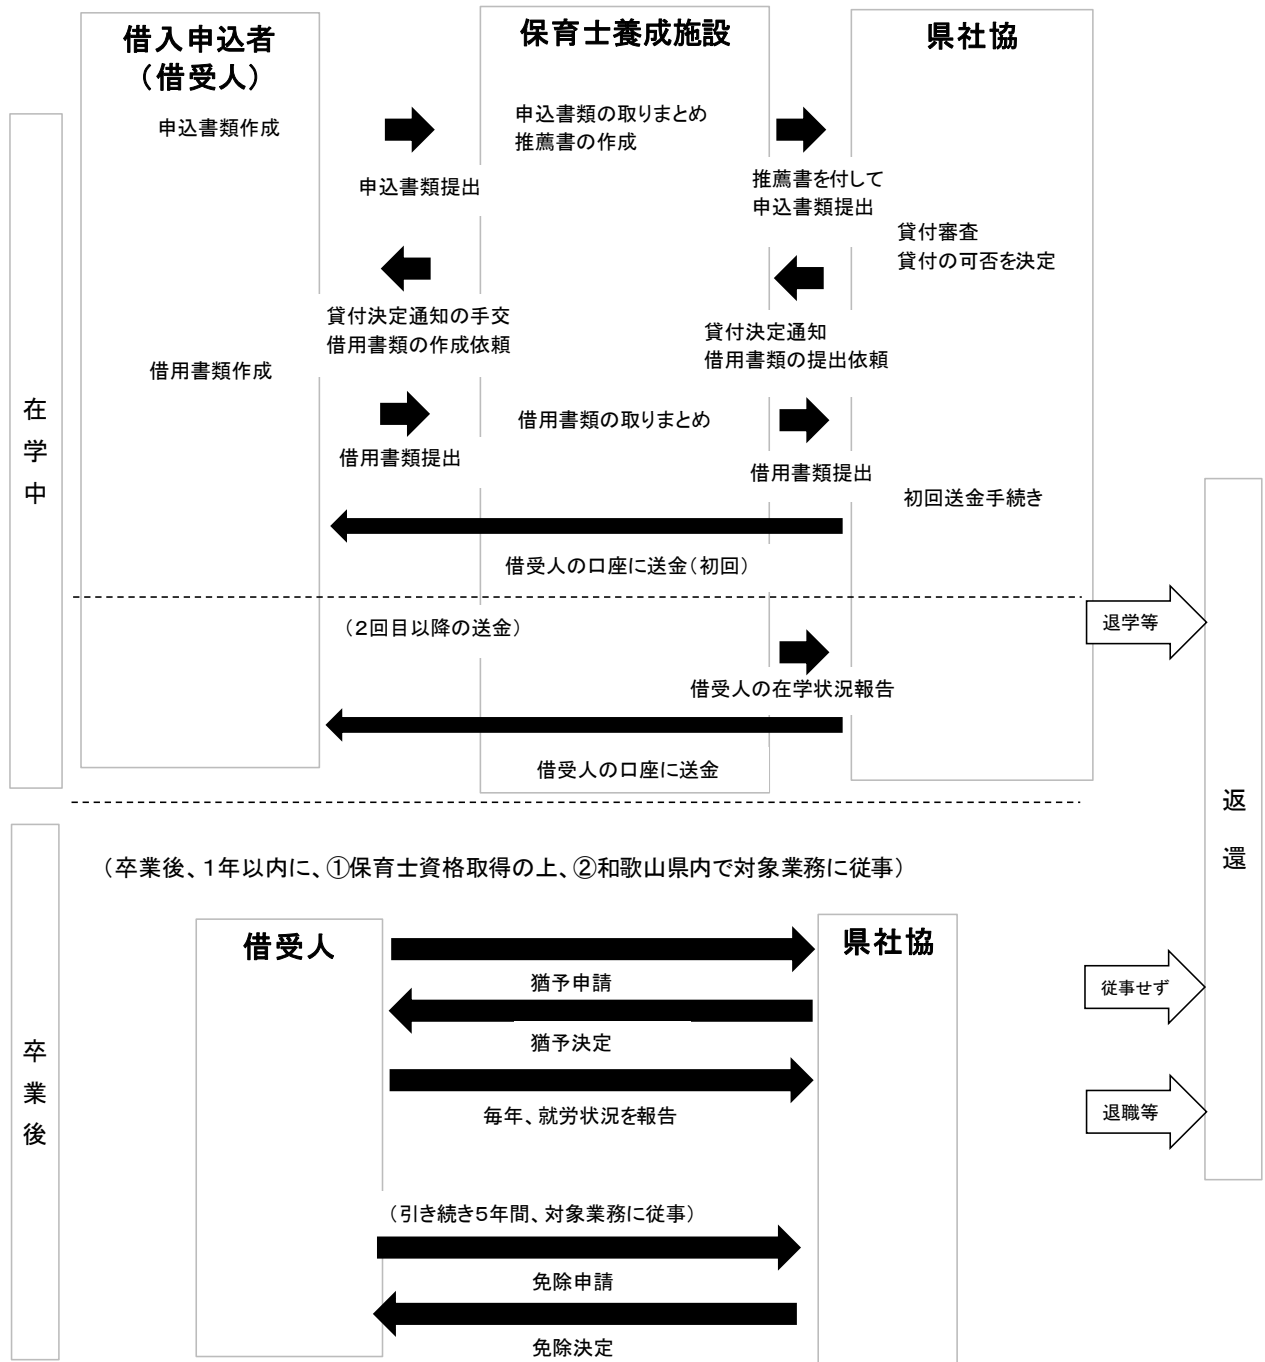 借入申込者
（借受人）
保育士養成施設
県社協
申込書類作成
申込書類の取りまとめ
推薦書の作成
申込書類提出
推薦書を付して
申込書類提出
貸付審査
貸付の可否を決定
貸付決定通知の手交
借用書類の作成依頼
貸付決定通知
借用書類の提出依頼
借用書類作成
借用書類の取りまとめ
借用書類提出
借用書類提出
初回送金手続き
借受人の口座に送金（初回）
在学中
（２回目以降の送金）
退学等
借受人の在学状況報告
借受人の口座に送金
返還
（卒業後、１年以内に、①保育士資格取得の上、②和歌山県内で対象業務に従事）
借受人
県社協
猶予申請
従事せず
猶予決定
卒業後
毎年、就労状況を報告
退職等
（引き続き５年間、対象業務に従事）
免除申請
免除決定